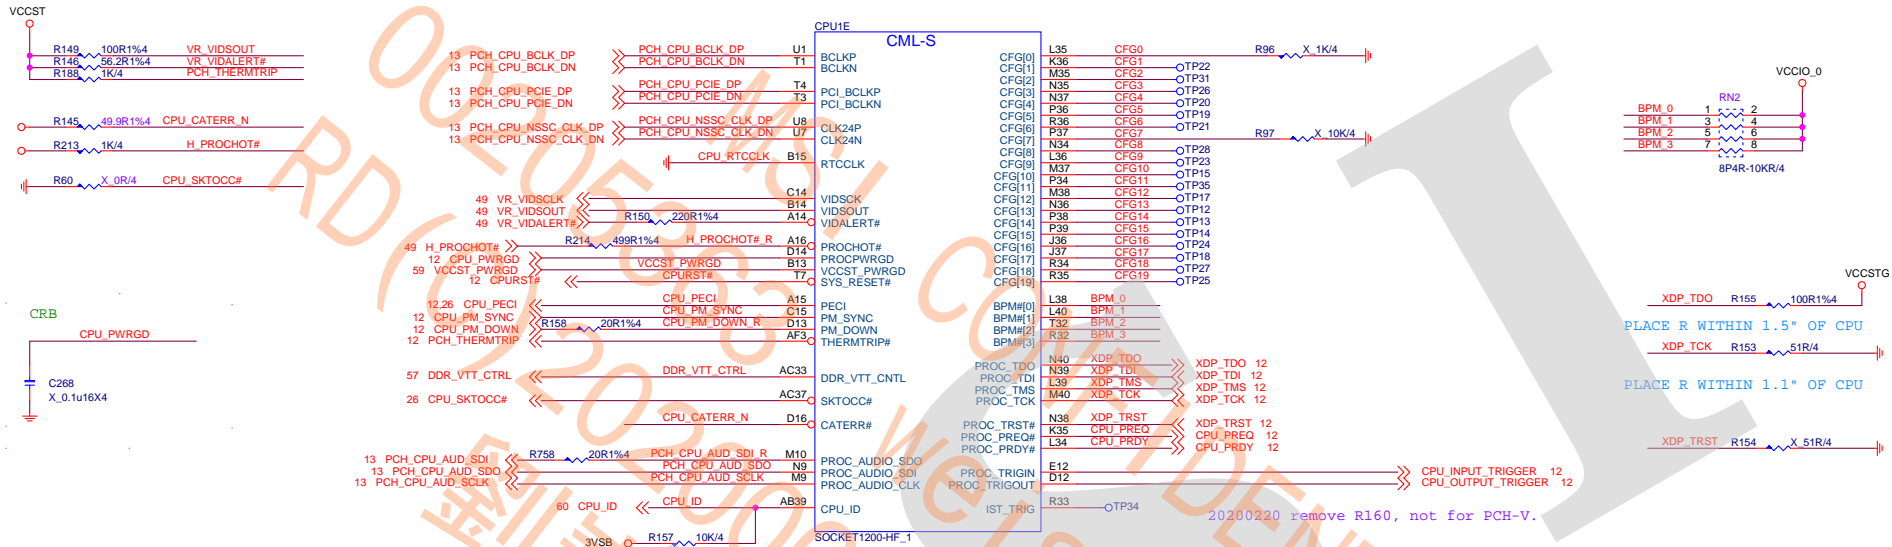 VCCST
R149 100R1%4 VR_VIDSOUT
R146 56.2R1%4 VR_VIDALERT#
R188 1K/4 PCH_THERMTRIP
R145 49.9R1%4 CPU_CATERR_N
R213 1K/4 H_PROCHOT#
R60 X_0R/4 CPU_SKTOCC#
CRB
CPU_PWRGD
C268
X_0.1u16X4
CPU1E
CML-S
13 PCH_CPU_BCLK_DP PCH_CPU_BCLK_DP U1 BCLKP
13 PCH_CPU_BCLK_DN PCH_CPU_BCLK_DN T1 BCLKN
13 PCH_CPU_PCIE_DP PCH_CPU_PCIE_DP T4 PCI_BCLKP
13 PCH_CPU_PCIE_DN PCH_CPU_PCIE_DN T3 PCI_BCLKN
13 PCH_CPU_NSSC_CLK_DP PCH_CPU_NSSC_CLK_DP U8 CLK24P
13 PCH_CPU_NSSC_CLK_DN PCH_CPU_NSSC_CLK_DN U7 CLK24N
CPU_RTCCLK B15 RTCCLK
49 VR_VIDSCLK C14 VIDSCK
49 VR_VIDSOUT B14 VIDSOUT
49 VR_VIDALERT# R150 220R1%4 A14 VIDALERT#
49 H_PROCHOT# R214 499R1%4 H_PROCHOT#_R A16 PROCHOT#
12 CPU_PWRGD D14 PROCPWRGD
59 VCCST_PWRGD VCCST_PWRGD B13 VCCST_PWRGD
12 CPURST# CPURST# T7 SYS_RESET#
12,26 CPU_PECI CPU_PECI A15 PECI
12 CPU_PM_SYNC CPU_PM_SYNC C15 PM_SYNC
12 CPU_PM_DOWN R158 20R1%4 CPU_PM_DOWN_R D13 PM_DOWN
12 PCH_THERMTRIP AF3 THERMTRIP#
57 DDR_VTT_CTRL DDR_VTT_CTRL AC33 DDR_VTT_CNTL
26 CPU_SKTOCC# AC37 SKTOCC#
CPU_CATERR_N D16 CATERR#
13 PCH_CPU_AUD_SDI R758 20R1%4 PCH_CPU_AUD_SDI_R M10 PROC_AUDIO_SDO
13 PCH_CPU_AUD_SDO PCH_CPU_AUD_SDO N9 PROC_AUDIO_SDI
13 PCH_CPU_AUD_SCLK PCH_CPU_AUD_SCLK M9 PROC_AUDIO_CLK
60 CPU_ID CPU_ID AB39 CPU_ID
3VSB R157 10K/4
SOCKET1200-HF_1
CFG[0] L35 CFG0 R96 X_1K/4
CFG[1] K36 CFG1 TP22
CFG[2] M35 CFG2 TP31
CFG[3] N35 CFG3 TP26
CFG[4] N37 CFG4 TP20
CFG[5] P36 CFG5 TP19
CFG[6] R36 CFG6 TP21
CFG[7] P37 CFG7 R97 X_10K/4
CFG[8] N34 CFG8 TP28
CFG[9] L36 CFG9 TP23
CFG[10] M37 CFG10 TP15
CFG[11] P34 CFG11 TP35
CFG[12] M38 CFG12 TP17
CFG[13] N36 CFG13 TP12
CFG[14] P38 CFG14 TP13
CFG[15] P39 CFG15 TP14
CFG[16] J36 CFG16 TP24
CFG[17] J37 CFG17 TP18
CFG[18] R34 CFG18 TP27
CFG[19] R35 CFG19 TP25
BPM#[0] L38 BPM_0
BPM#[1] L40 BPM_1
BPM#[2] T32 BPM_2
BPM#[3] R32 BPM_3
PROC_TDO N40 XDP_TDO XDP_TDO 12
PROC_TDI N39 XDP_TDI XDP_TDI 12
PROC_TMS L39 XDP_TMS XDP_TMS 12
PROC_TCK M40 XDP_TCK XDP_TCK 12
PROC_TRST# N38 XDP_TRST XDP_TRST 12
PROC_PREQ# K35 CPU_PREQ CPU_PREQ 12
PROC_PRDY# L34 CPU_PRDY CPU_PRDY 12
PROC_TRIGIN E12 CPU_INPUT_TRIGGER 12
PROC_TRIGOUT D12 CPU_OUTPUT_TRIGGER 12
IST_TRIG R33 TP34
20200220 remove R160, not for PCH-V.
VCCIO_0
RN2
BPM_0 1 2
BPM_1 3 4
BPM_2 5 6
BPM_3 7 8
8P4R-10KR/4
VCCSTG
XDP_TDO R155 100R1%4
PLACE R WITHIN 1.5" OF CPU
XDP_TCK R153 51R/4
PLACE R WITHIN 1.1" OF CPU
XDP_TRST R154 X_51R/4
MSI CONFIDENT